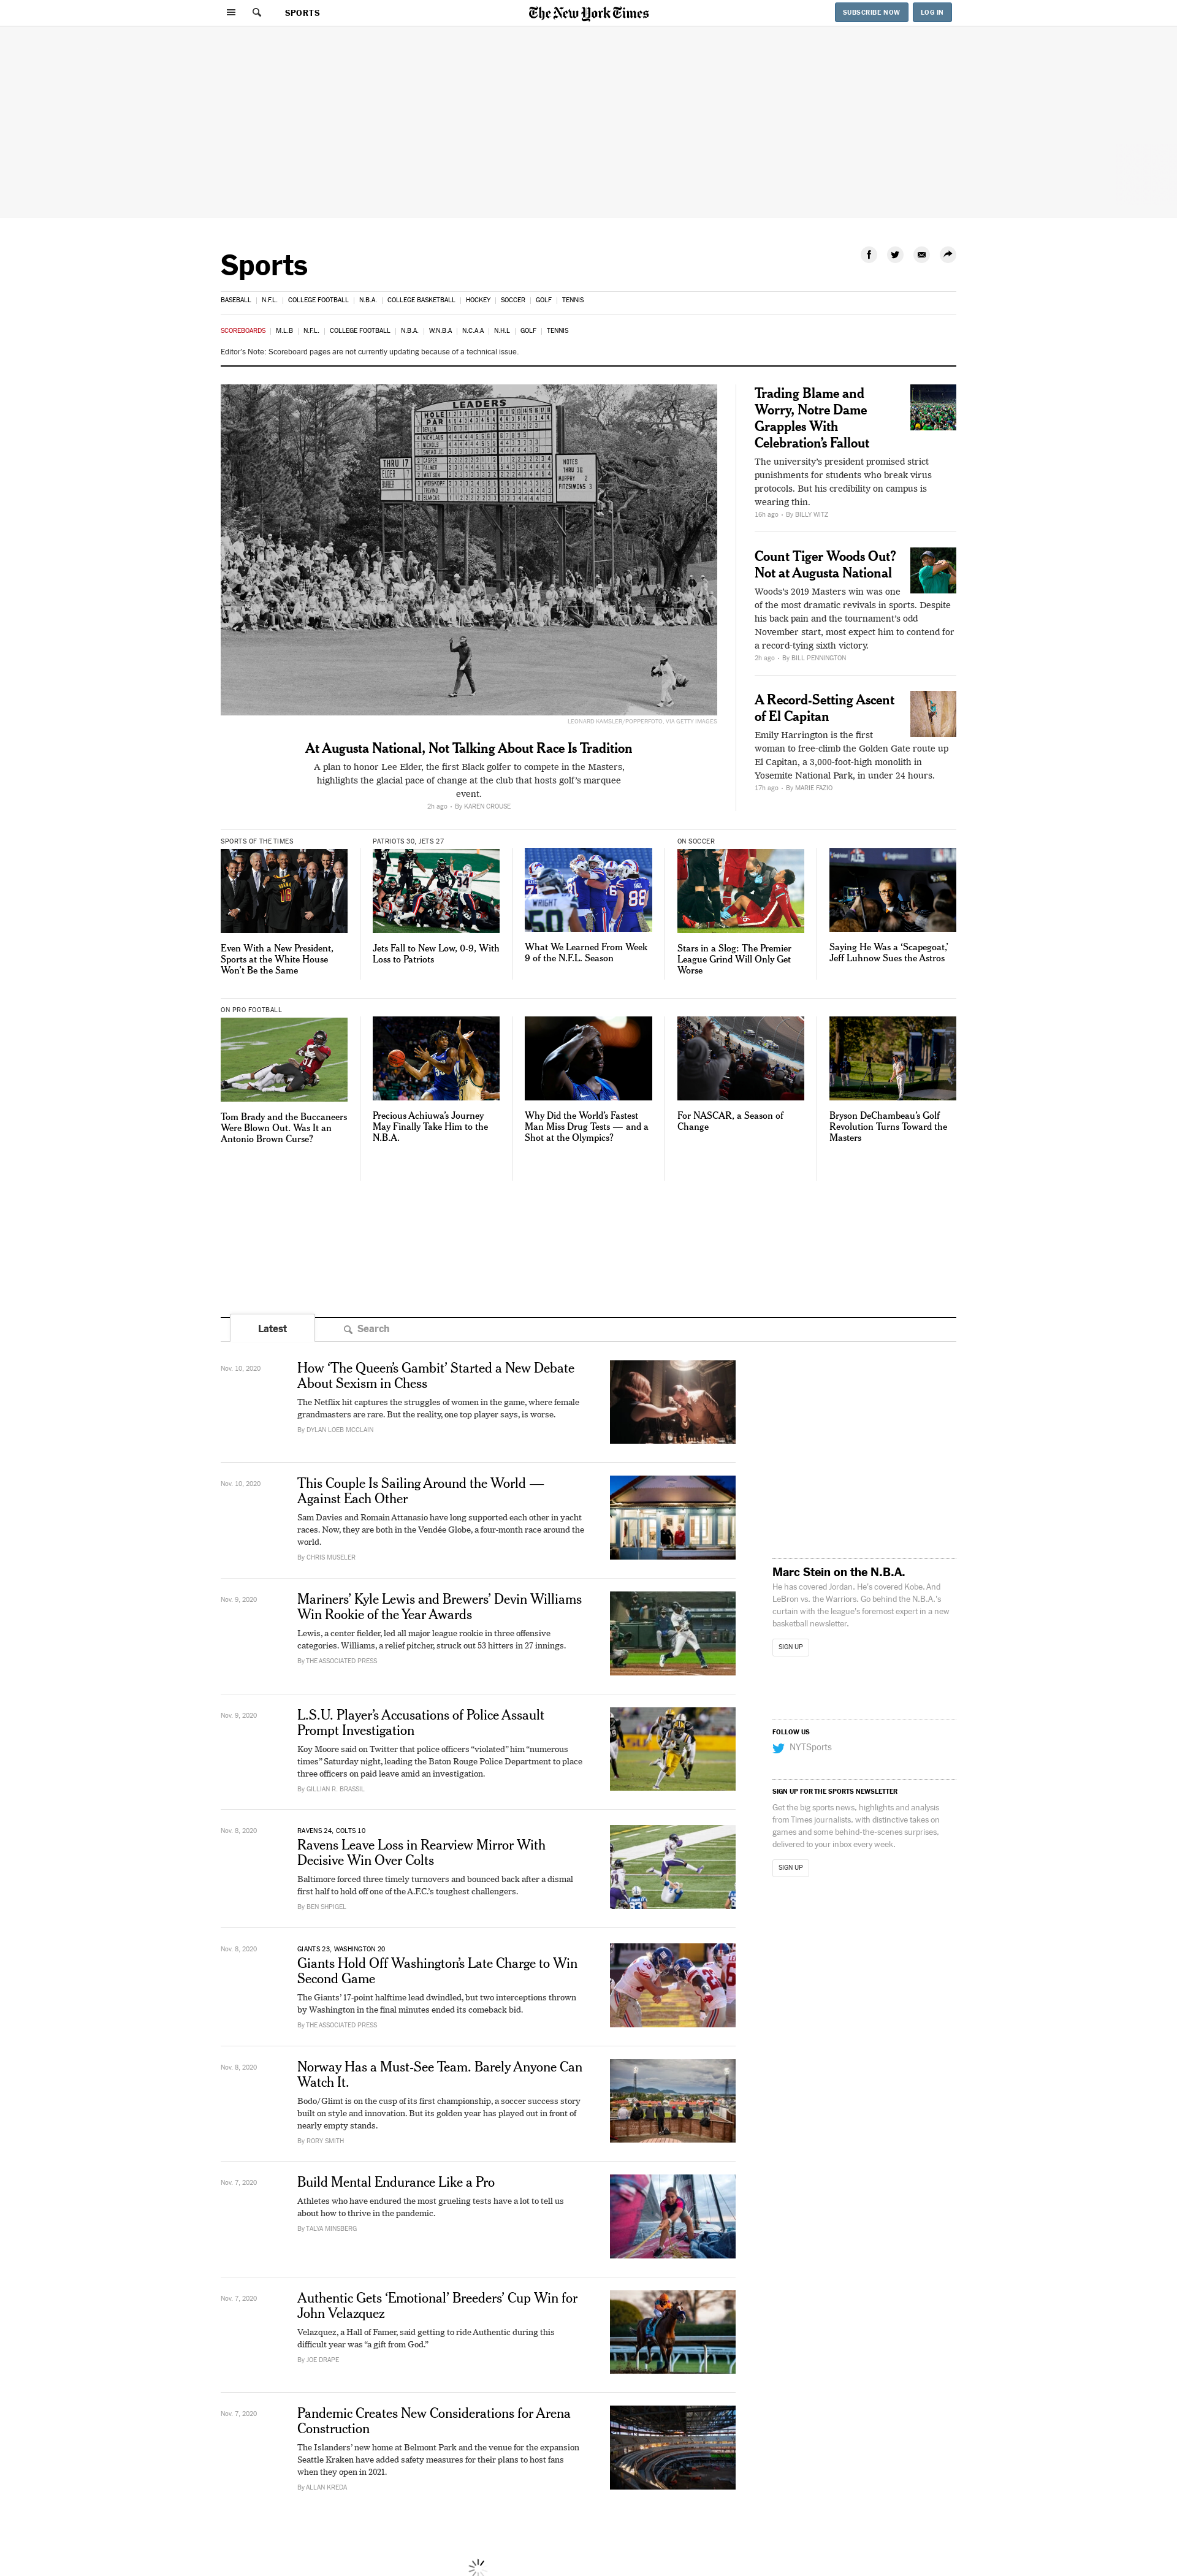 SPORTS
The New York Times
SUBSCRIBE NOW
LOG IN
Sports
BASEBALL | N.F.L. | COLLEGE FOOTBALL | N.B.A. | COLLEGE BASKETBALL | HOCKEY | SOCCER | GOLF | TENNIS
SCOREBOARDS | M.L.B | N.F.L. | COLLEGE FOOTBALL | N.B.A. | W.N.B.A | N.C.A.A | N.H.L | GOLF | TENNIS
Editor's Note: Scoreboard pages are not currently updating because of a technical issue.
LEADERS
HOLE
PAR
THRU 17
ELDER
NOTES
THRU 16
MURPHY 2
FITZSIMONS 3
LEONARD KAMSLER/POPPERFOTO, VIA GETTY IMAGES
At Augusta National, Not Talking About Race Is Tradition
A plan to honor Lee Elder, the first Black golfer to compete in the Masters,
highlights the glacial pace of change at the club that hosts golf's marquee
event.
2h ago • By KAREN CROUSE
Trading Blame and
Worry, Notre Dame
Grapples With
Celebration's Fallout
The university's president promised strict
punishments for students who break virus
protocols. But his credibility on campus is
wearing thin.
16h ago • By BILLY WITZ
Count Tiger Woods Out?
Not at Augusta National
Woods's 2019 Masters win was one
of the most dramatic revivals in sports. Despite
his back pain and the tournament's odd
November start, most expect him to contend for
a record-tying sixth victory.
2h ago • By BILL PENNINGTON
A Record-Setting Ascent
of El Capitan
Emily Harrington is the first
woman to free-climb the Golden Gate route up
El Capitan, a 3,000-foot-high monolith in
Yosemite National Park, in under 24 hours.
17h ago • By MARIE FAZIO
SPORTS OF THE TIMES
Even With a New President,
Sports at the White House
Won't Be the Same
PATRIOTS 30, JETS 27
Jets Fall to New Low, 0-9, With
Loss to Patriots
WRIGHT
50
88
What We Learned From Week
9 of the N.F.L. Season
ON SOCCER
Stars in a Slog: The Premier
League Grind Will Only Get
Worse
Saying He Was a ‘Scapegoat,’
Jeff Luhnow Sues the Astros
ON PRO FOOTBALL
Tom Brady and the Buccaneers
Were Blown Out. Was It an
Antonio Brown Curse?
Precious Achiuwa's Journey
May Finally Take Him to the
N.B.A.
Why Did the World's Fastest
Man Miss Drug Tests — and a
Shot at the Olympics?
For NASCAR, a Season of
Change
Bryson DeChambeau's Golf
Revolution Turns Toward the
Masters
Latest
Search
Nov. 10, 2020
How ‘The Queen's Gambit’ Started a New Debate
About Sexism in Chess
The Netflix hit captures the struggles of women in the game, where female
grandmasters are rare. But the reality, one top player says, is worse.
By DYLAN LOEB MCCLAIN
Nov. 10, 2020
This Couple Is Sailing Around the World —
Against Each Other
Sam Davies and Romain Attanasio have long supported each other in yacht
races. Now, they are both in the Vendée Globe, a four-month race around the
world.
By CHRIS MUSELER
Nov. 9, 2020
Mariners' Kyle Lewis and Brewers' Devin Williams
Win Rookie of the Year Awards
Lewis, a center fielder, led all major league rookie in three offensive
categories. Williams, a relief pitcher, struck out 53 hitters in 27 innings.
By THE ASSOCIATED PRESS
Nov. 9, 2020
L.S.U. Player's Accusations of Police Assault
Prompt Investigation
Koy Moore said on Twitter that police officers “violated” him “numerous
times” Saturday night, leading the Baton Rouge Police Department to place
three officers on paid leave amid an investigation.
By GILLIAN R. BRASSIL
Nov. 8, 2020
RAVENS 24, COLTS 10
Ravens Leave Loss in Rearview Mirror With
Decisive Win Over Colts
Baltimore forced three timely turnovers and bounced back after a dismal
first half to hold off one of the A.F.C.'s toughest challengers.
By BEN SHPIGEL
Nov. 8, 2020
GIANTS 23, WASHINGTON 20
Giants Hold Off Washington's Late Charge to Win
Second Game
The Giants' 17-point halftime lead dwindled, but two interceptions thrown
by Washington in the final minutes ended its comeback bid.
By THE ASSOCIATED PRESS
Nov. 8, 2020
Norway Has a Must-See Team. Barely Anyone Can
Watch It.
Bodo/Glimt is on the cusp of its first championship, a soccer success story
built on style and innovation. But its golden year has played out in front of
nearly empty stands.
By RORY SMITH
Nov. 7, 2020
Build Mental Endurance Like a Pro
Athletes who have endured the most grueling tests have a lot to tell us
about how to thrive in the pandemic.
By TALYA MINSBERG
Nov. 7, 2020
Authentic Gets ‘Emotional’ Breeders' Cup Win for
John Velazquez
Velazquez, a Hall of Famer, said getting to ride Authentic during this
difficult year was “a gift from God.”
By JOE DRAPE
Nov. 7, 2020
Pandemic Creates New Considerations for Arena
Construction
The Islanders' new home at Belmont Park and the venue for the expansion
Seattle Kraken have added safety measures for their plans to host fans
when they open in 2021.
By ALLAN KREDA
Marc Stein on the N.B.A.
He has covered Jordan. He's covered Kobe. And
LeBron vs. the Warriors. Go behind the N.B.A.'s
curtain with the league's foremost expert in a new
basketball newsletter.
SIGN UP
FOLLOW US
NYTSports
SIGN UP FOR THE SPORTS NEWSLETTER
Get the big sports news, highlights and analysis
from Times journalists, with distinctive takes on
games and some behind-the-scenes surprises,
delivered to your inbox every week.
SIGN UP